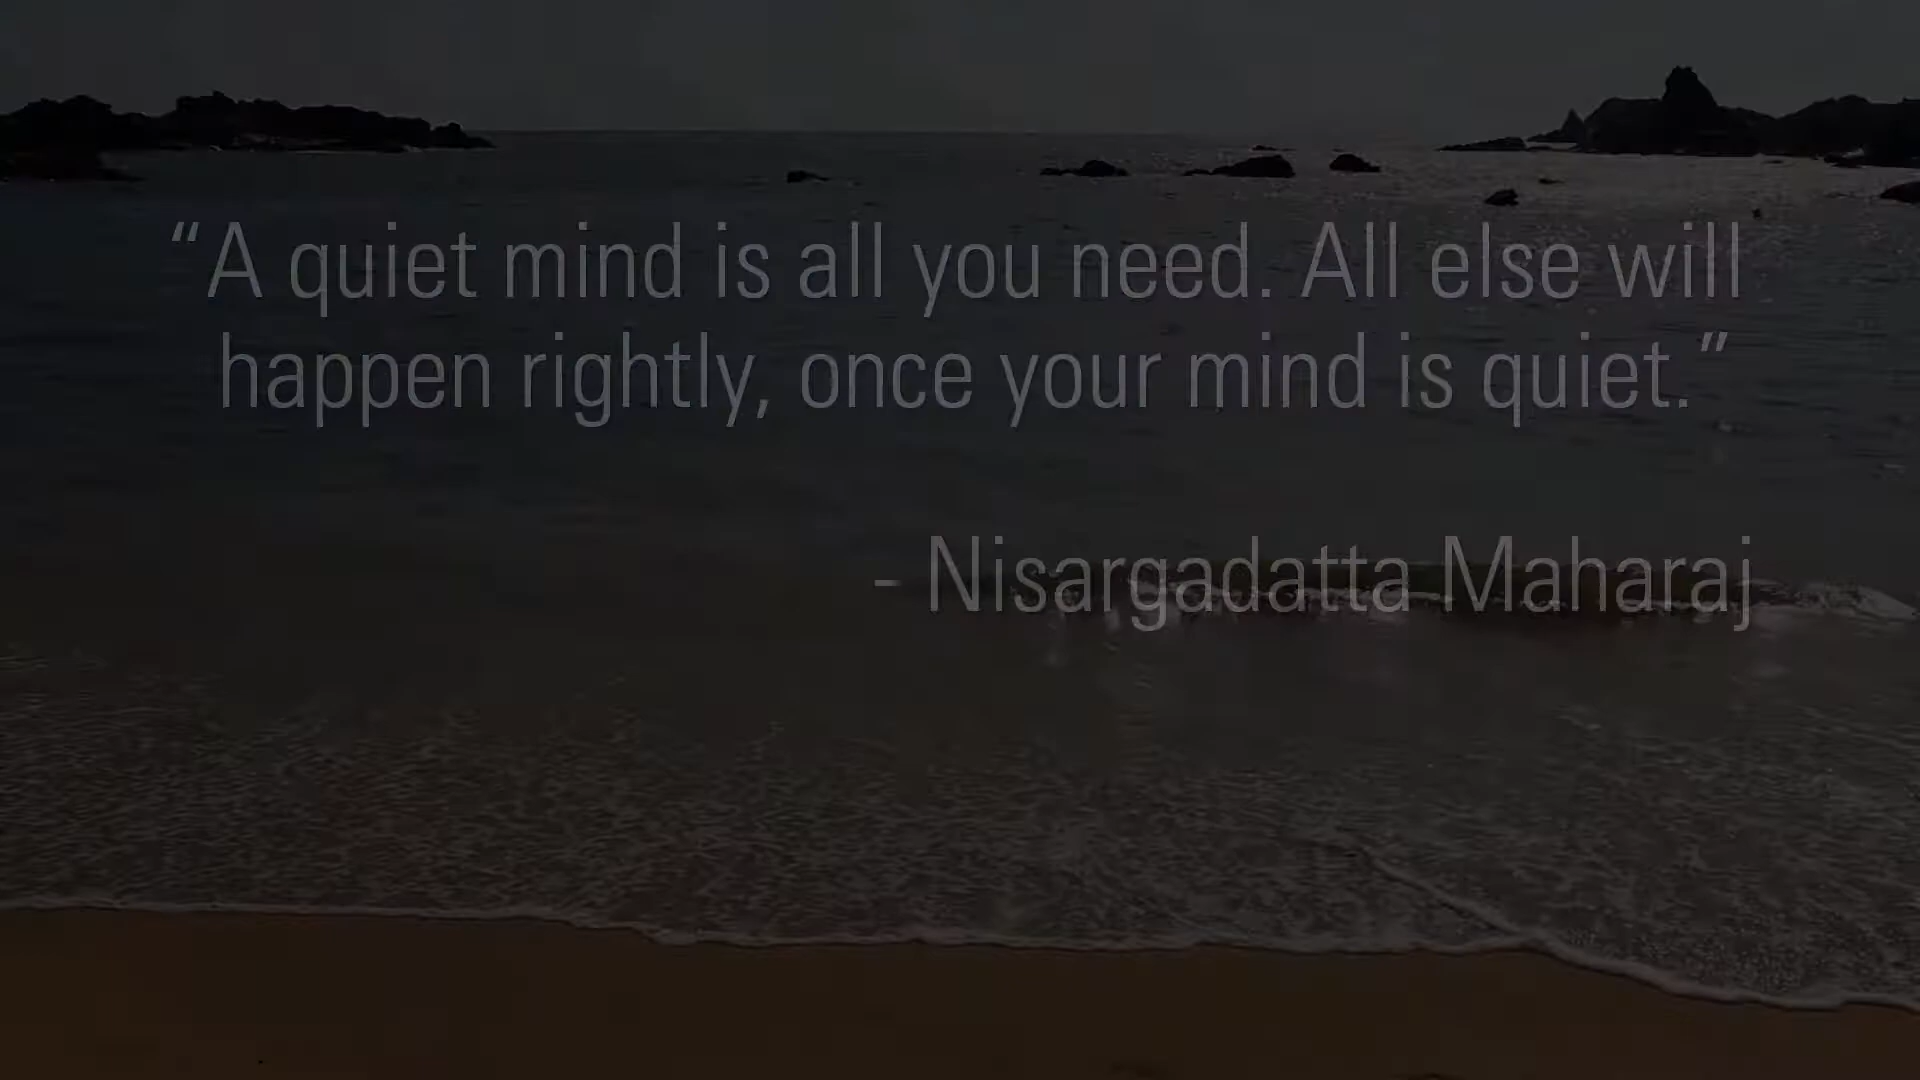 “A quiet mind is all you need. All else will
happen rightly, once your mind is quiet.”
- Nisargadatta Maharaj